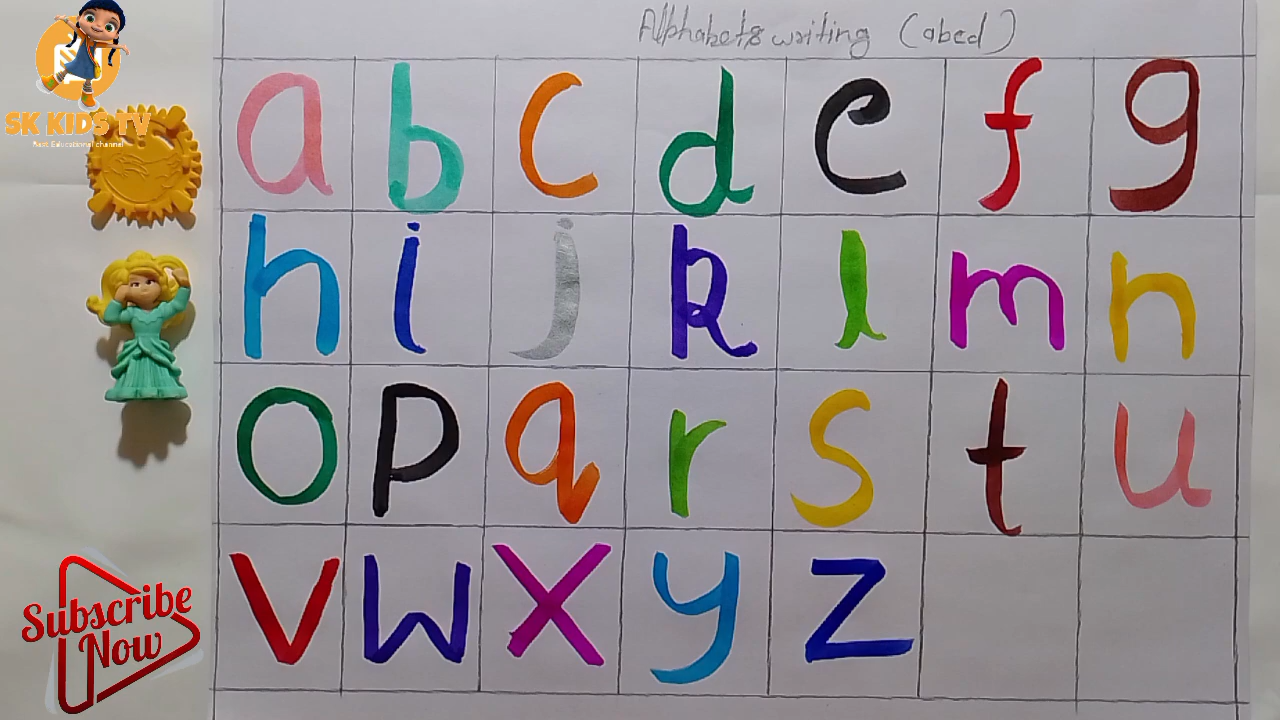 Alphabets writing (abcd)
SK KIDS TV
Best Educational channel
a b c d e f g
h i j k l m n
o p q r s t u
v w x y z
Subscribe
Now